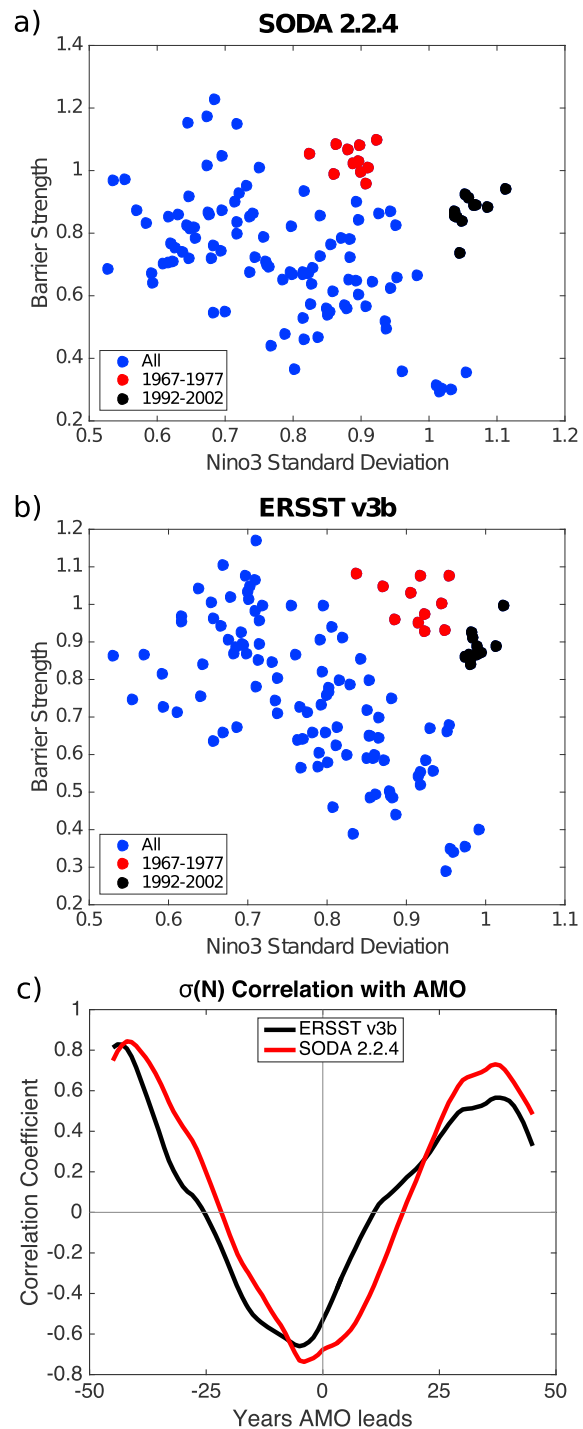 a)
SODA 2.2.4
1.4
1.2
1
0.8
0.6
0.4
0.2
Barrier Strength
All
1967-1977
1992-2002
0.5 0.6 0.7 0.8 0.9 1 1.1 1.2
Nino3 Standard Deviation
b)
ERSST v3b
1.2
1.1
1
0.9
0.8
0.7
0.6
0.5
0.4
0.3
0.2
Barrier Strength
All
1967-1977
1992-2002
0.5 0.6 0.7 0.8 0.9 1 1.1
Nino3 Standard Deviation
c)
σ(N) Correlation with AMO
1
0.8
0.6
0.4
0.2
0
-0.2
-0.4
-0.6
-0.8
Correlation Coefficient
ERSST v3b
SODA 2.2.4
-50 -25 0 25 50
Years AMO leads